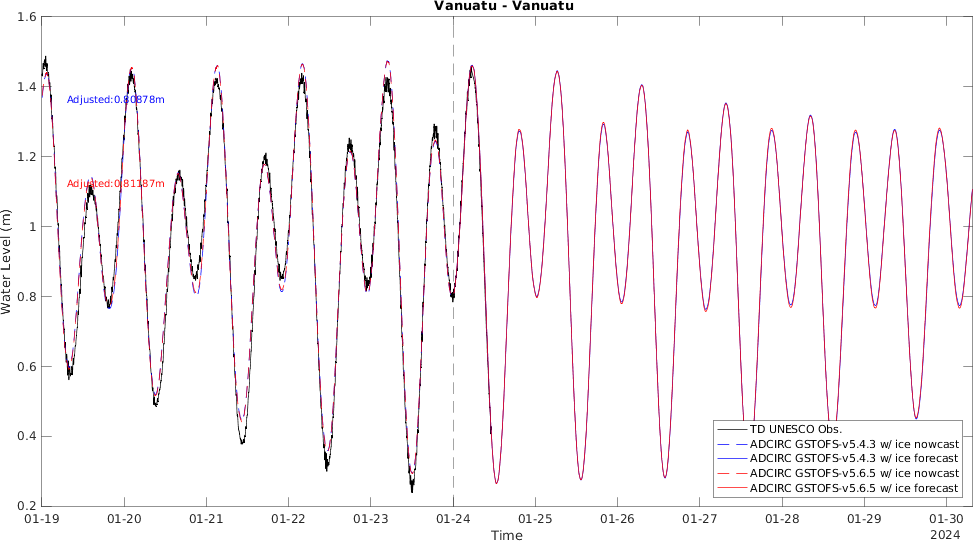 Vanuatu - Vanuatu
1.6
1.4
1.2
1
0.8
0.6
0.4
0.2
Water Level (m)
Adjusted:0.80878m
Adjusted:0.81187m
TD UNESCO Obs.
ADCIRC GSTOFS-v5.4.3 w/ ice nowcast
ADCIRC GSTOFS-v5.4.3 w/ ice forecast
ADCIRC GSTOFS-v5.6.5 w/ ice nowcast
ADCIRC GSTOFS-v5.6.5 w/ ice forecast
01-19 01-20 01-21 01-22 01-23 01-24 01-25 01-26 01-27 01-28 01-29 01-30
Time
2024